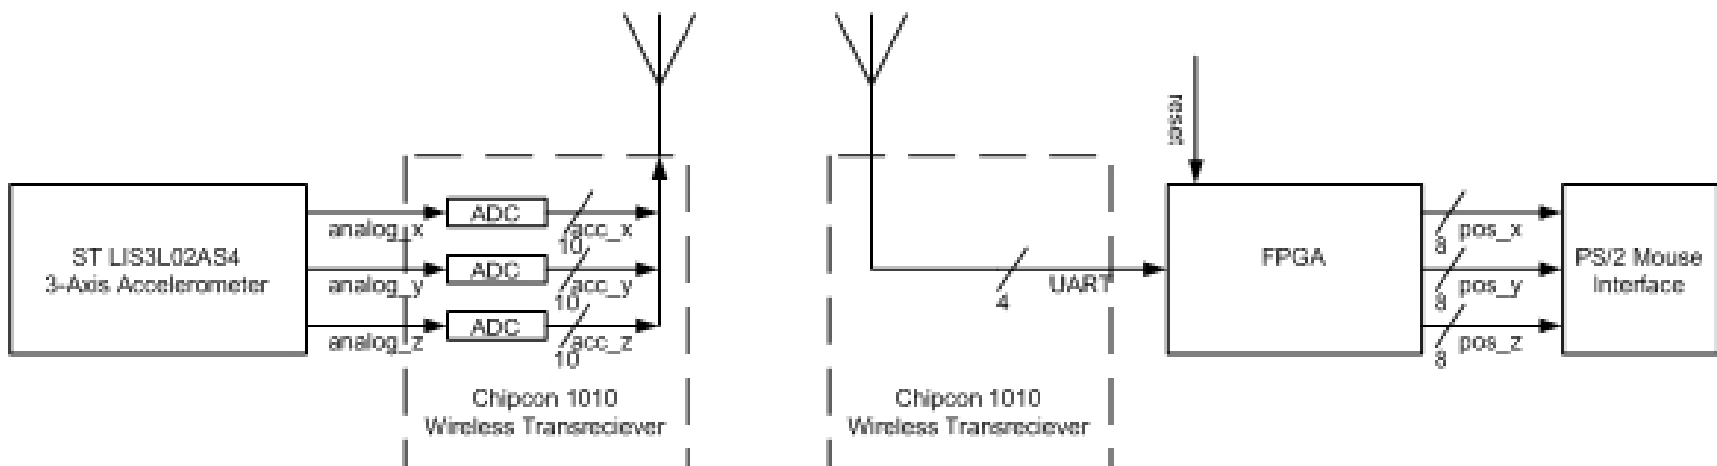 ST LIS3L02AS4
3-Axis Accelerometer
analog_x
analog_y
analog_z
ADC
ADC
ADC
10
acc_x
10
acc_y
10
acc_z
Chipcon 1010
Wireless Transreciever
4
UART
Chipcon 1010
Wireless Transreciever
reset
FPGA
8
pos_x
8
pos_y
8
pos_z
PS/2 Mouse
Interface